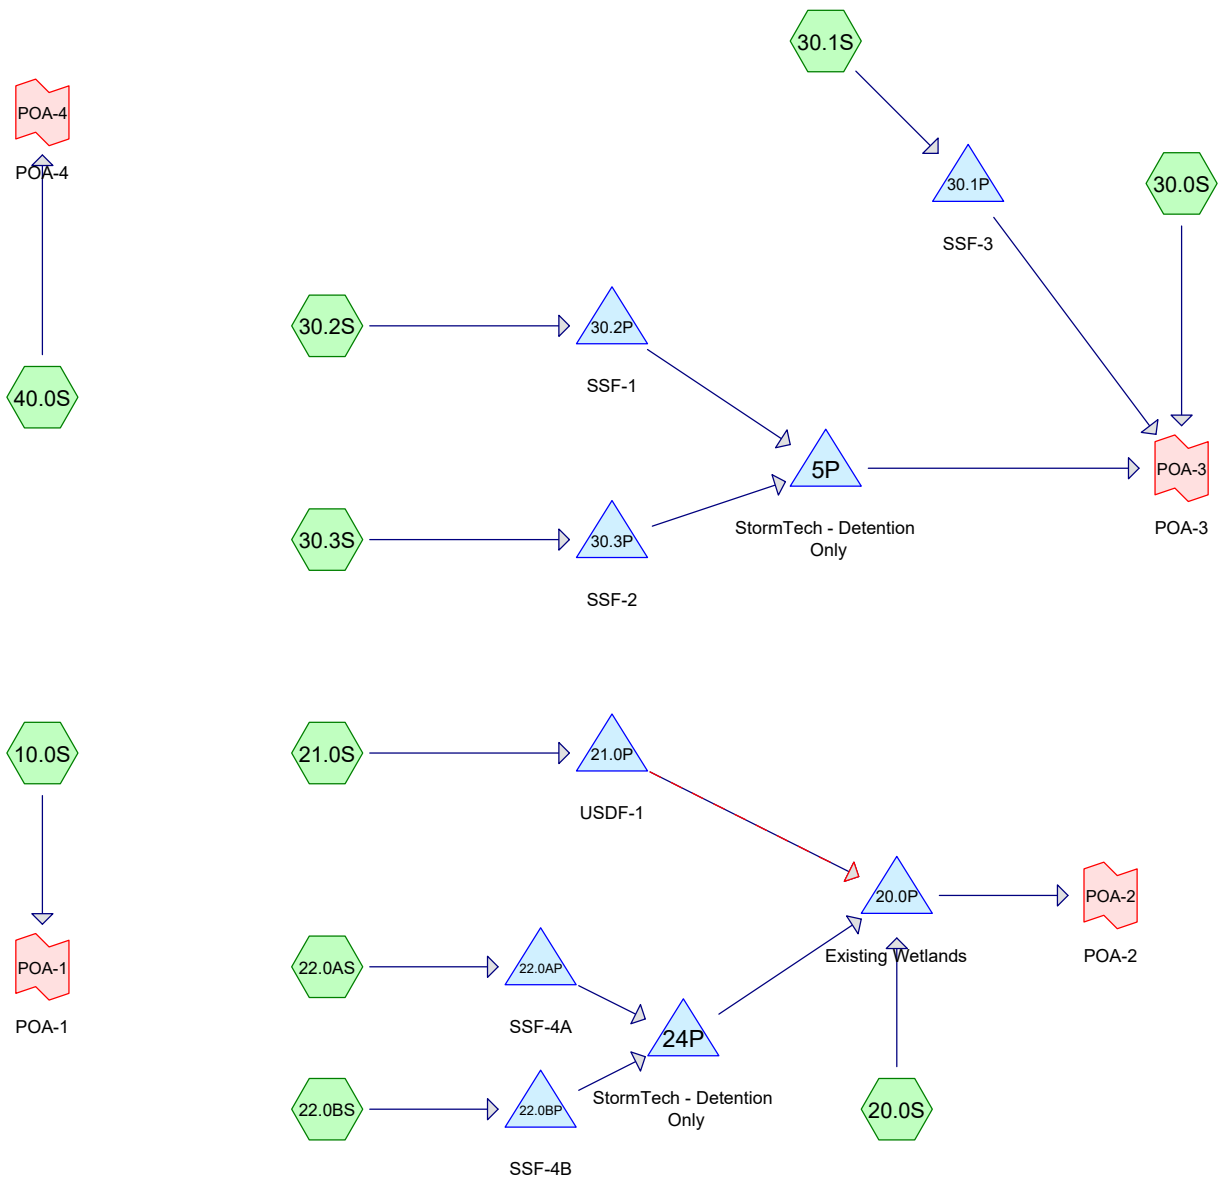 30.1S
POA-4
POA-4
30.1P
30.0S
SSF-3
30.2S
30.2P
SSF-1
40.0S
5P
POA-3
StormTech - Detention
Only
POA-3
30.3S
30.3P
SSF-2
10.0S
21.0S
21.0P
USDF-1
20.0P
POA-2
Existing Wetlands
POA-2
POA-1
POA-1
22.0AS
22.0AP
SSF-4A
24P
StormTech - Detention
Only
22.0BS
22.0BP
SSF-4B
20.0S